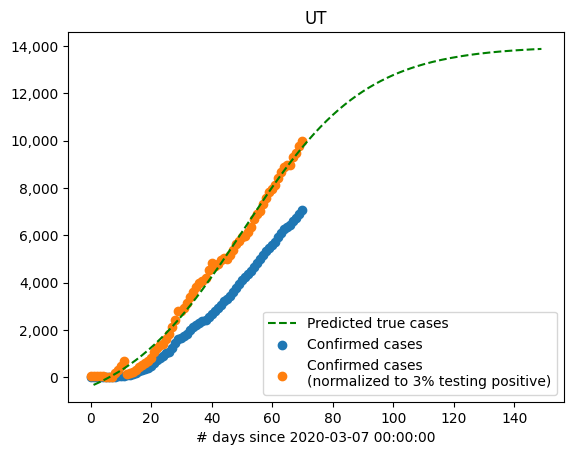 UT
14,000
12,000
10,000
8,000
6,000
4,000
2,000
0
Predicted true cases
Confirmed cases
Confirmed cases
(normalized to 3% testing positive)
0 20 40 60 80 100 120 140
# days since 2020-03-07 00:00:00